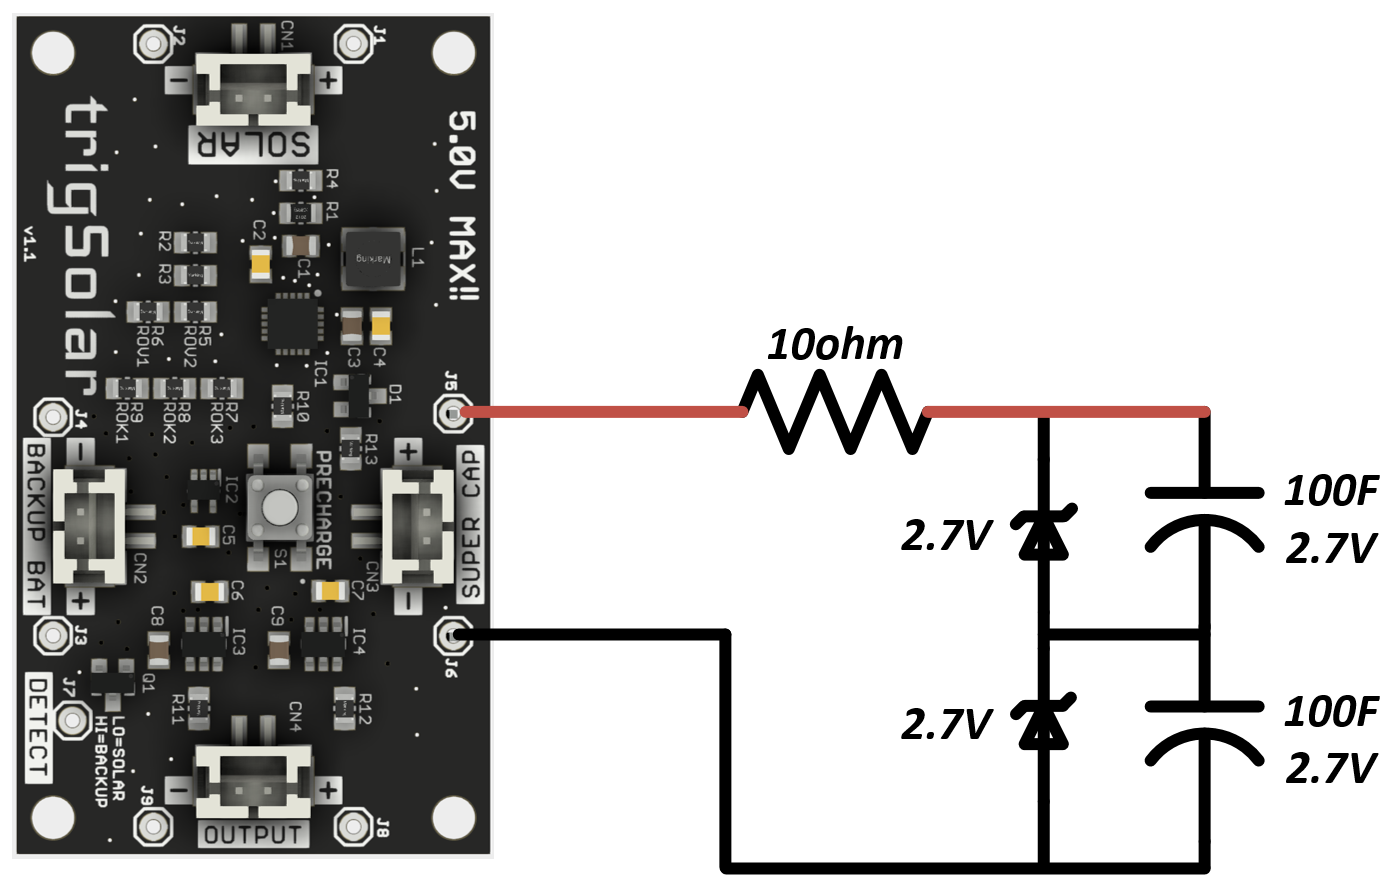 J2
CN1
J1
-
+
SOLAR
trigSolar
v1.1
5.0V MAX!!
R4
R1
C2
C1
L1
R2
R3
R6
R5
ROV1
ROV2
C3
C4
IC1
D1
R9
R8
R7
ROK1
ROK2
ROK3
R10
R13
J5
J4
BACKUP BAT
-
+
CN2
J3
IC2
C5
PRECHARGE
S1
+
-
SUPER CAP
CN3
J6
C6
C7
C8
C9
IC3
IC4
Q1
R11
R12
CN4
DETECT
J7
LO=SOLAR
HI=BACKUP
J9
J8
-
+
OUTPUT
Marking
10ohm
2.7V
100F
2.7V
2.7V
100F
2.7V